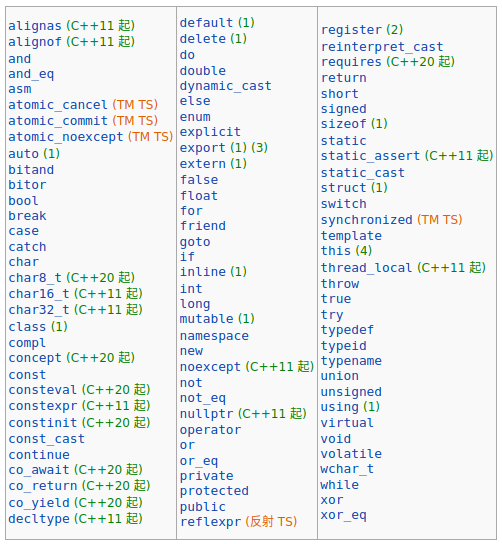 alignas (C++11 起)
alignof (C++11 起)
and
and_eq
asm
atomic_cancel (TM TS)
atomic_commit (TM TS)
atomic_noexcept (TM TS)
auto (1)
bitand
bitor
bool
break
case
catch
char
char8_t (C++20 起)
char16_t (C++11 起)
char32_t (C++11 起)
class (1)
compl
concept (C++20 起)
const
consteval (C++20 起)
constexpr (C++11 起)
constinit (C++20 起)
const_cast
continue
co_await (C++20 起)
co_return (C++20 起)
co_yield (C++20 起)
decltype (C++11 起)
default (1)
delete (1)
do
double
dynamic_cast
else
enum
explicit
export (1) (3)
extern (1)
false
float
for
friend
goto
if
inline (1)
int
long
mutable (1)
namespace
new
noexcept (C++11 起)
not
not_eq
nullptr (C++11 起)
operator
or
or_eq
private
protected
public
reflexpr (反射 TS)
register (2)
reinterpret_cast
requires (C++20 起)
return
short
signed
sizeof (1)
static
static_assert (C++11 起)
static_cast
struct (1)
switch
synchronized (TM TS)
template
this (4)
thread_local (C++11 起)
throw
true
try
typedef
typeid
typename
union
unsigned
using (1)
virtual
void
volatile
wchar_t
while
xor
xor_eq